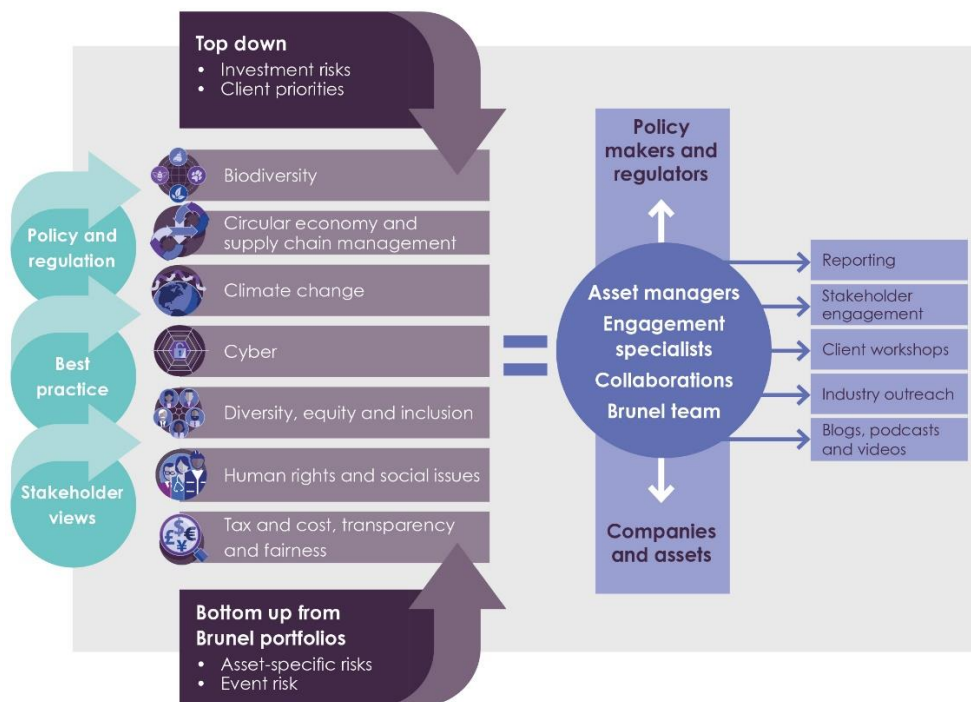 Top down
• Investment risks
• Client priorities
Policy and
regulation
Best
practice
Stakeholder
views
Biodiversity
Circular economy and
supply chain management
Climate change
Cyber
Diversity, equity and inclusion
Human rights and social issues
$
£ €
¥
Tax and cost, transparency
and fairness
Bottom up from
Brunel portfolios
• Asset-specific risks
• Event risk
=
Policy
makers and
regulators
Asset managers
Engagement
specialists
Collaborations
Brunel team
Companies
and assets
Reporting
Stakeholder
engagement
Client workshops
Industry outreach
Blogs, podcasts
and videos